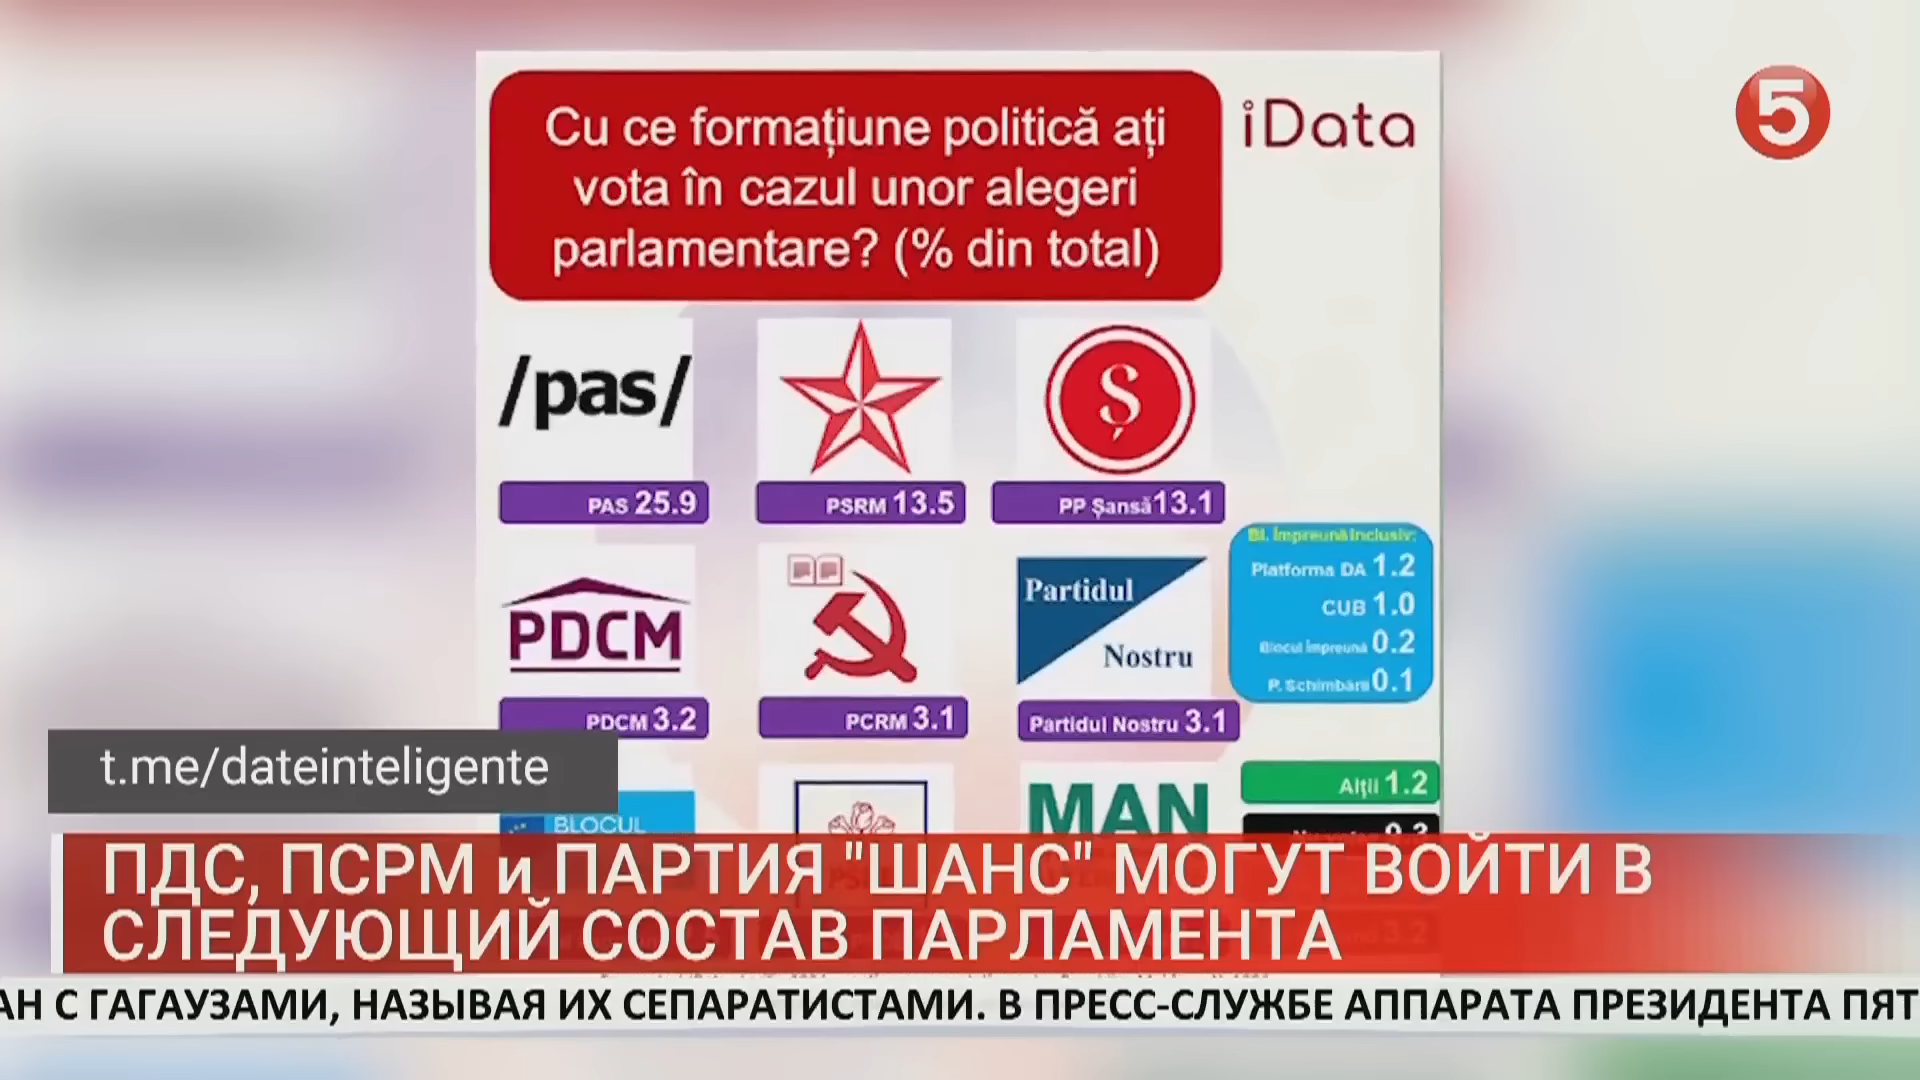 Cu ce formațiune politică ați
vota în cazul unor alegeri
parlamentare? (% din total)
iData
5
/pas/
Ș
PAS 25.9
PSRM 13.5
PP Șansă 13.1
PDCM
Partidul
Nostru
Bl. Împreună inclusiv:
Platforma DA 1.2
CUB 1.0
Blocul Împreună 0.2
P. Schimbării 0.1
PDCM 3.2
PCRM 3.1
Partidul Nostru 3.1
t.me/dateinteligente
BLOCUL
MAN
Alții 1.2
ПДС, ПСРМ и ПАРТИЯ "ШАНС" МОГУТ ВОЙТИ В
СЛЕДУЮЩИЙ СОСТАВ ПАРЛАМЕНТА
АН С ГАГАУЗАМИ, НАЗЫВАЯ ИХ СЕПАРАТИСТАМИ. В ПРЕСС-СЛУЖБЕ АППАРАТА ПРЕЗИДЕНТА ПЯТ